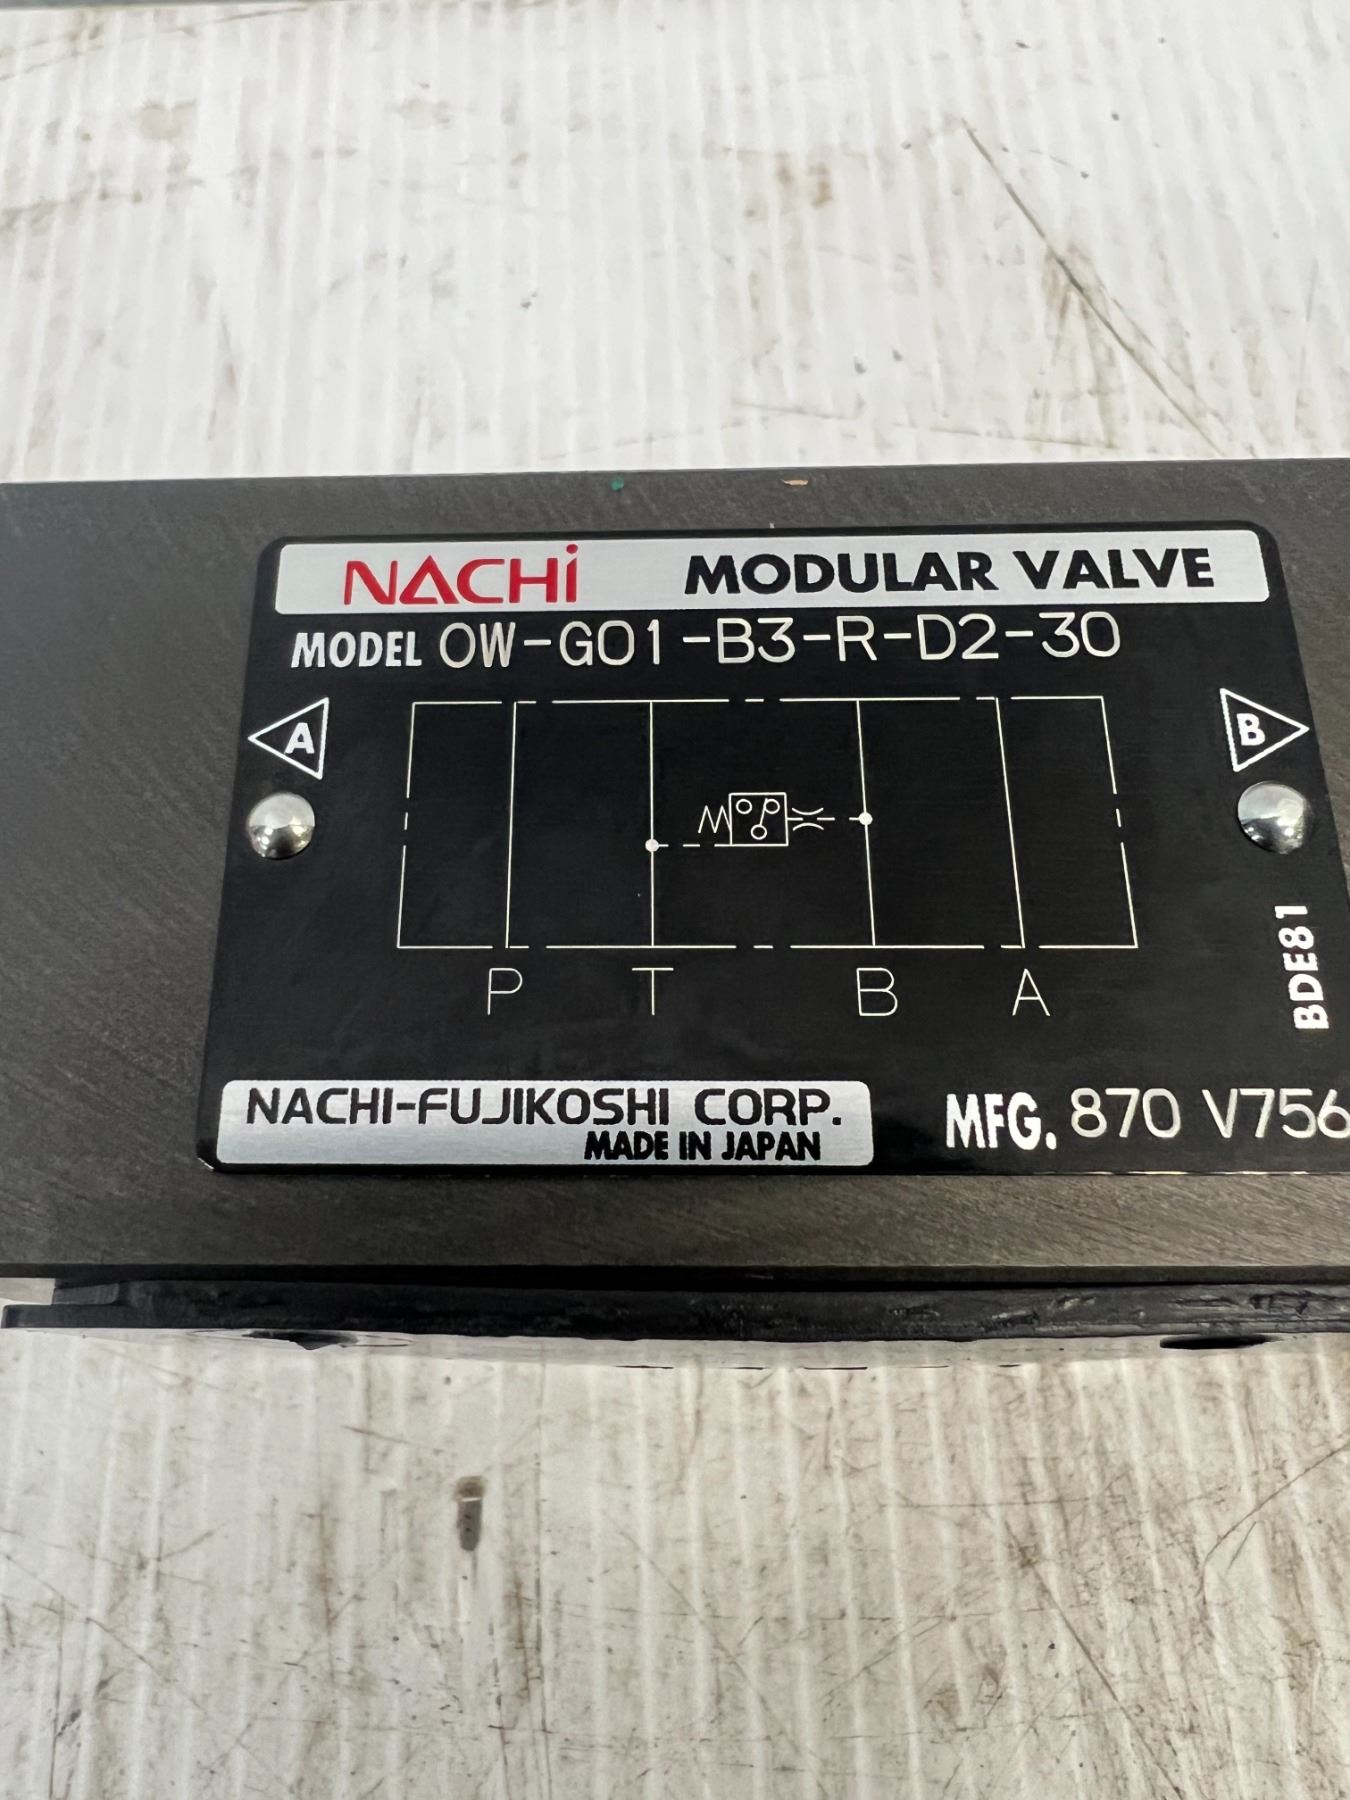 NACHi MODULAR VALVE
MODEL OW-G01-B3-R-D2-30
A B
P T B A
BDE81
NACHI-FUJIKOSHI CORP.
MADE IN JAPAN
MFG. 870 V756